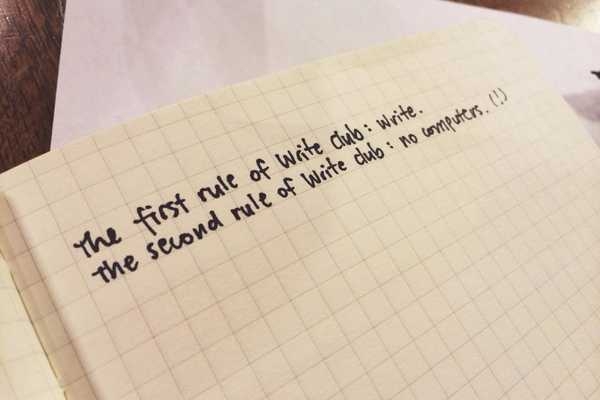 The first rule of Write club: write.
the second rule of Write club: no computers. (!)